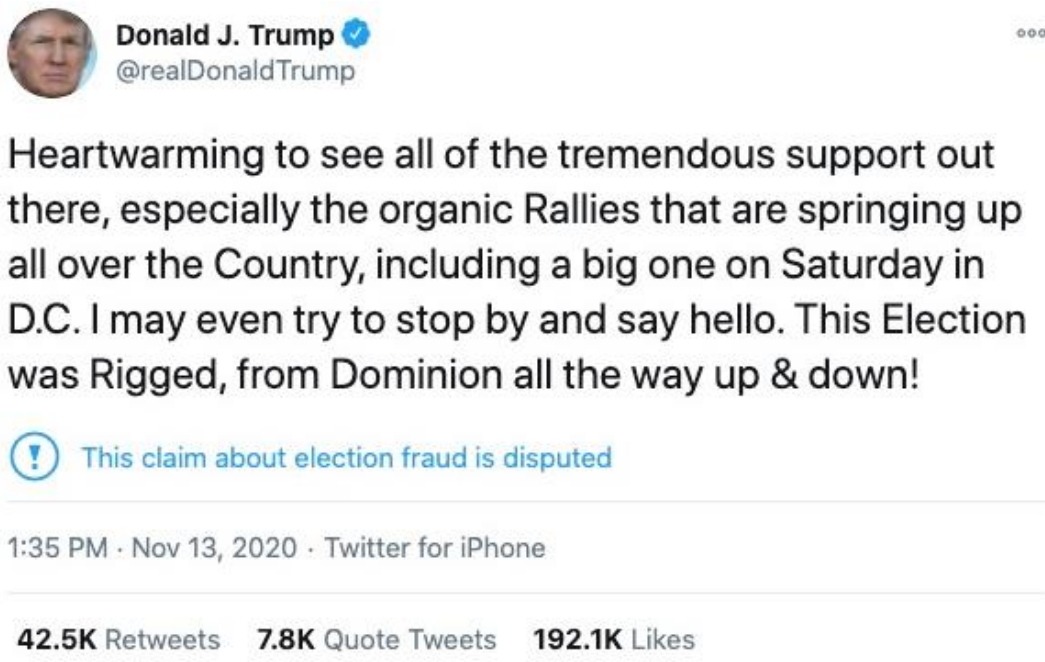 Donald J. Trump
@realDonaldTrump
Heartwarming to see all of the tremendous support out
there, especially the organic Rallies that are springing up
all over the Country, including a big one on Saturday in
D.C. I may even try to stop by and say hello. This Election
was Rigged, from Dominion all the way up & down!
This claim about election fraud is disputed
1:35 PM · Nov 13, 2020 · Twitter for iPhone
42.5K Retweets 7.8K Quote Tweets 192.1K Likes